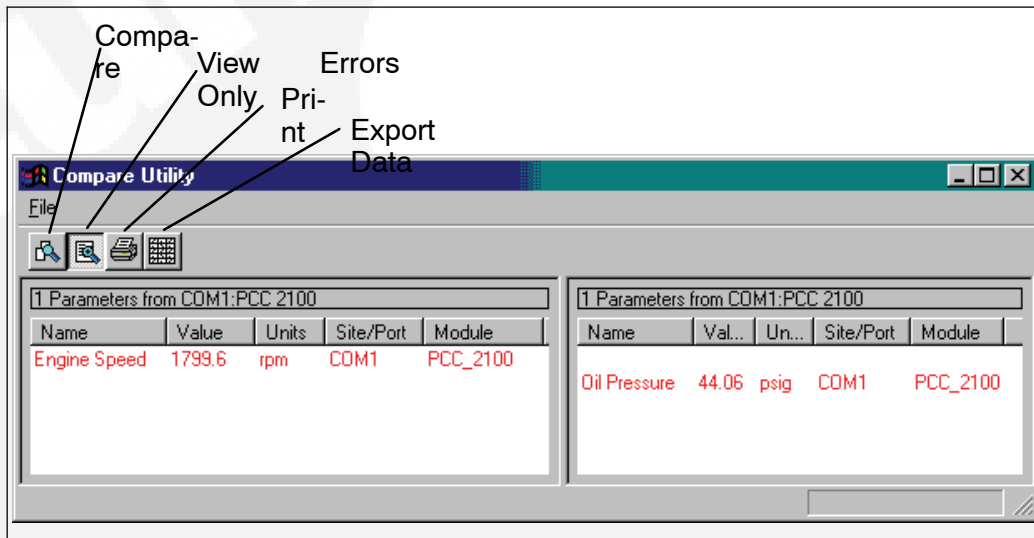 Compa-
re
View Errors
Only
Pri-
nt
Export
Data
Compare Utility
File
1 Parameters from COM1:PCC 2100
Name Value Units Site/Port Module
Engine Speed 1799.6 rpm COM1 PCC_2100
1 Parameters from COM1:PCC 2100
Name Val... Un... Site/Port Module
Oil Pressure 44.06 psig COM1 PCC_2100